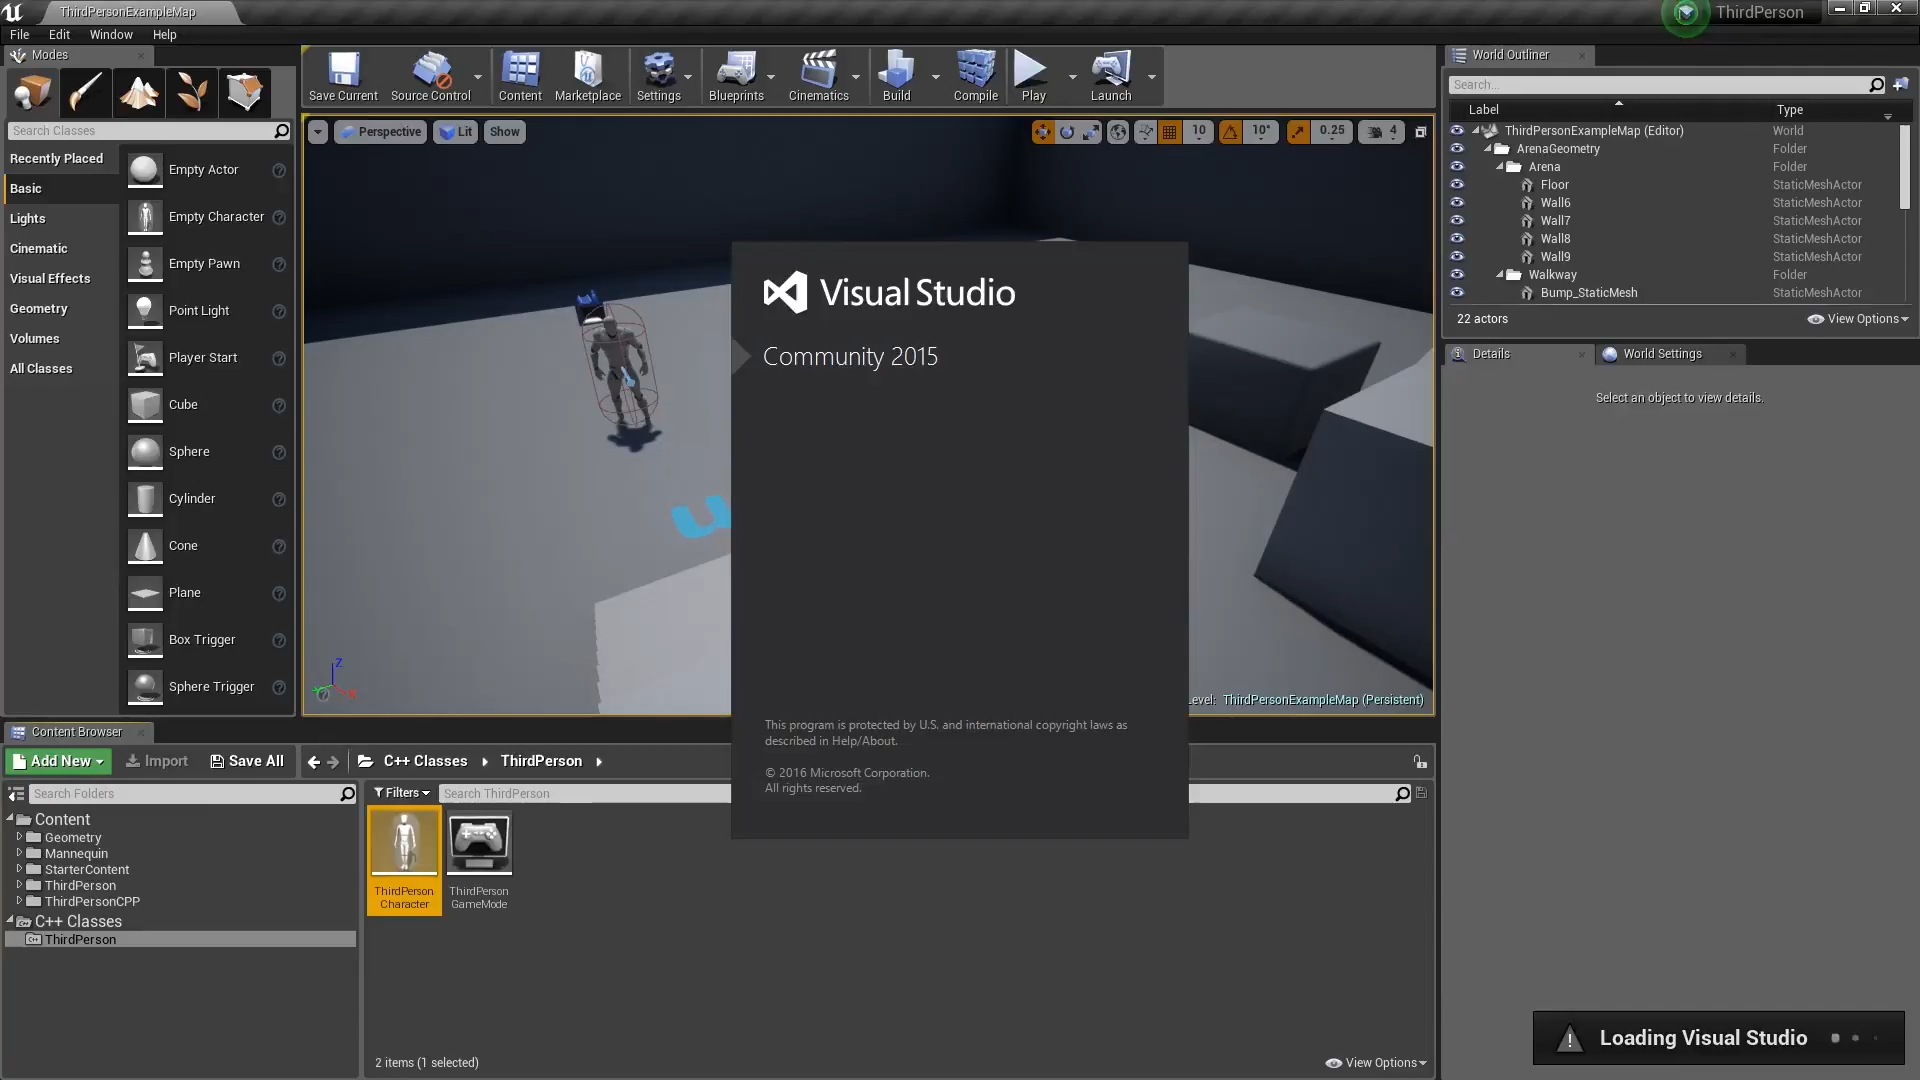 ThirdPersonExampleMap
ThirdPerson
File Edit Window Help
Modes
Search Classes
Recently Placed
Basic
Lights
Cinematic
Visual Effects
Geometry
Volumes
All Classes
Empty Actor
Empty Character
Empty Pawn
Point Light
Player Start
Cube
Sphere
Cylinder
Cone
Plane
Box Trigger
Sphere Trigger
Save Current
Source Control
Content
Marketplace
Settings
Blueprints
Cinematics
Build
Compile
Play
Launch
Perspective
Lit
Show
10
10°
0.25
4
Z
X
Level: ThirdPersonExampleMap (Persistent)
Visual Studio
Community 2015
This program is protected by U.S. and international copyright laws as
described in Help/About.
© 2016 Microsoft Corporation.
All rights reserved.
World Outliner
Search...
Label Type
ThirdPersonExampleMap (Editor) World
ArenaGeometry Folder
Arena Folder
Floor StaticMeshActor
Wall6 StaticMeshActor
Wall7 StaticMeshActor
Wall8 StaticMeshActor
Wall9 StaticMeshActor
Walkway Folder
Bump_StaticMesh StaticMeshActor
22 actors
View Options
Details
World Settings
Select an object to view details.
Content Browser
Add New
Import
Save All
C++ Classes
ThirdPerson
Search Folders
Filters
Search ThirdPerson
Content
Geometry
Mannequin
StarterContent
ThirdPerson
ThirdPersonCPP
C++ Classes
ThirdPerson
ThirdPerson
Character
ThirdPerson
GameMode
2 items (1 selected)
View Options
Loading Visual Studio